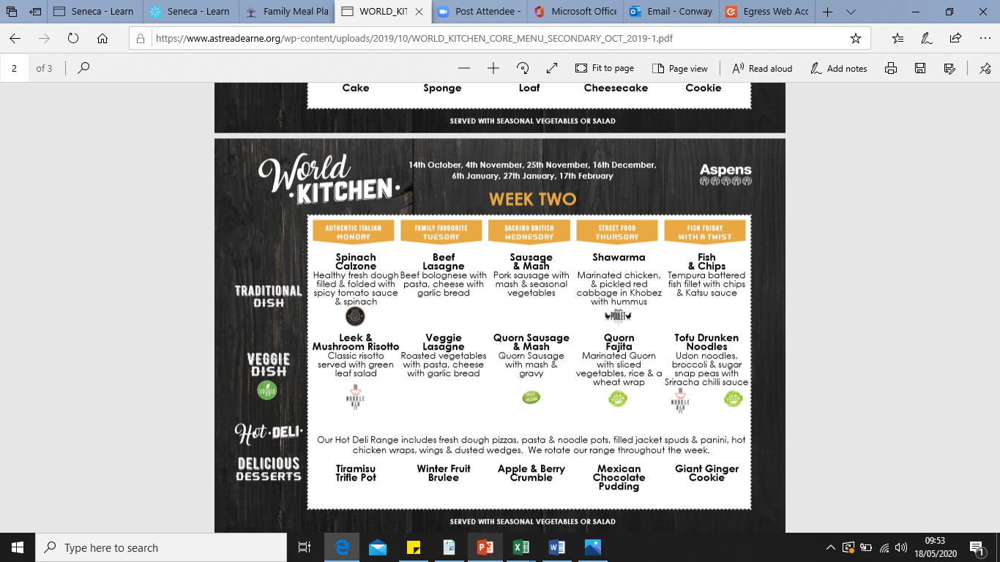 Seneca - Learn
Seneca - Learn
Family Meal Pla
WORLD_KIT
Post Attendee -
Microsoft Office
Email - Conway
Egress Web Acc
https://www.astreadearne.org/wp-content/uploads/2019/10/WORLD_KITCHEN_CORE_MENU_SECONDARY_OCT_2019-1.pdf
2 of 3
Fit to page
Page view
Read aloud
Add notes
Cake Sponge Loaf Cheesecake Cookie
SERVED WITH SEASONAL VEGETABLES OR SALAD
World
·KITCHEN·
14th October, 4th November, 25th November, 16th December,
6th January, 27th January, 17th February
WEEK TWO
Aspens
AUTHENTIC ITALIAN
MONDAY
FAMILY FAVOURITE
TUESDAY
BACKING BRITISH
WEDNESDAY
STREET FOOD
THURSDAY
FISH FRIDAY
WITH A TWIST
TRADITIONAL
DISH
Spinach
Calzone
Healthy fresh dough
filled & folded with
spicy tomato sauce
& spinach
Beef
Lasagne
Beef bolognese with
pasta, cheese with
garlic bread
Sausage
& Mash
Pork sausage with
mash & seasonal
vegetables
Shawarma
Marinated chicken,
& pickled red
cabbage in Khobez
with hummus
POULET
Fish
& Chips
Tempura battered
fish fillet with chips
& Katsu sauce
VEGGIE
DISH
veggie
Leek &
Mushroom Risotto
Classic risotto
served with green
leaf salad
NOODLE
BAR
Veggie
Lasagne
Roasted vegetables
with pasta, cheese
with garlic bread
Quorn Sausage
& Mash
Quorn Sausage
with mash &
gravy
Quorn
Fajita
Marinated Quorn
with sliced
vegetables, rice & a
wheat wrap
VEGAN
Tofu Drunken
Noodles
Udon noodles,
broccoli & sugar
snap peas with
Sriracha chilli sauce
NOODLE
BAR
VEGAN
Hot·DELI·
Our Hot Deli Range includes fresh dough pizzas, pasta & noodle pots, filled jacket spuds & panini, hot
chicken wraps, wings & dusted wedges. We rotate our range throughout the week.
DELICIOUS
DESSERTS
Tiramisu
Trifle Pot
Winter Fruit
Brulee
Apple & Berry
Crumble
Mexican
Chocolate
Pudding
Giant Ginger
Cookie
SERVED WITH SEASONAL VEGETABLES OR SALAD
Type here to search
09:53
18/05/2020
1